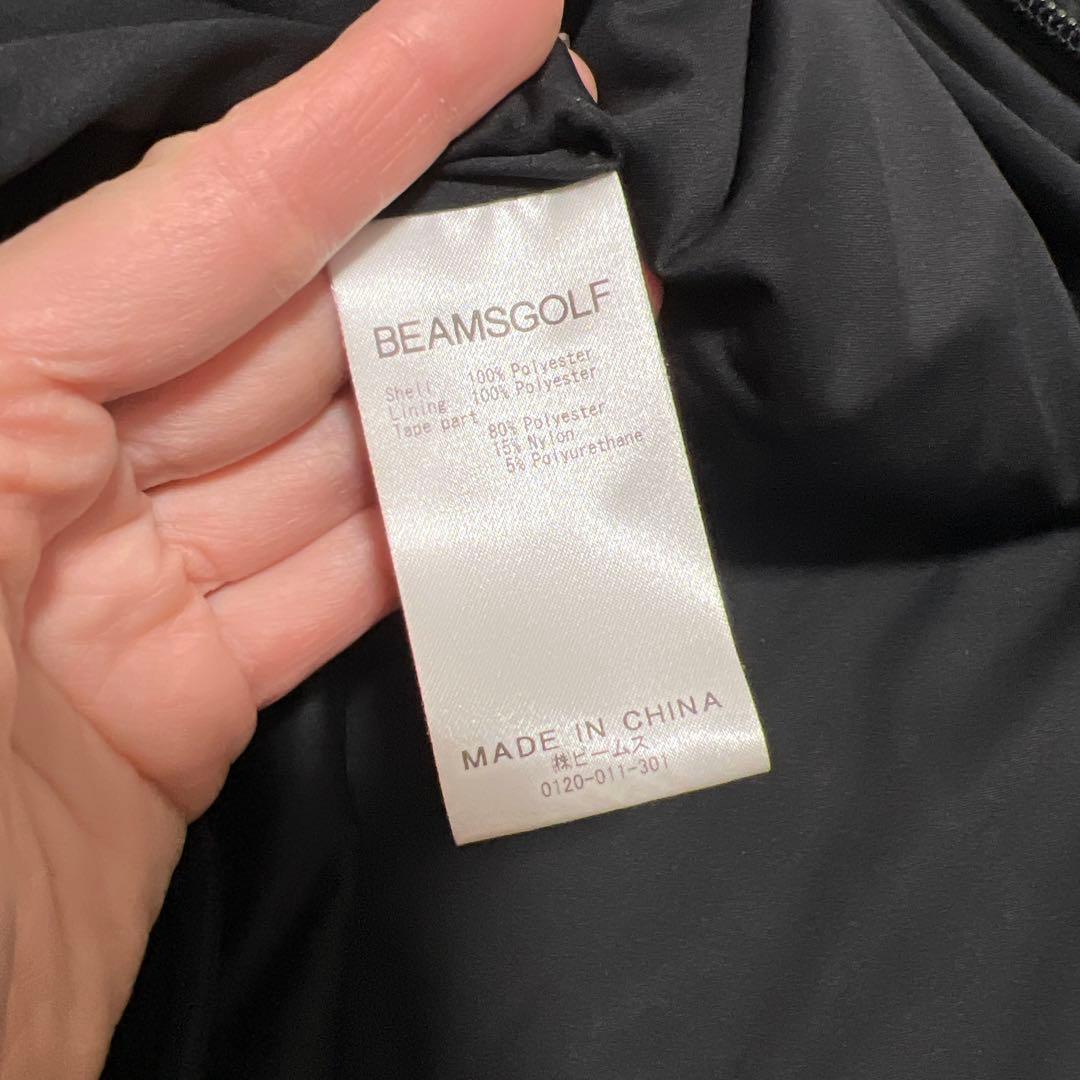 BEAMSGOLF
Shell 100% Polyester
Lining 100% Polyester
Tape part 80% Polyester
15% Nylon
5% Polyurethane
MADE IN CHINA
㈱ビームス
0120-011-301